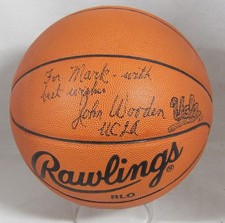 For Mark - with
best wishes
John Wooden
UCLA
Ucla
Rawlings
RLO